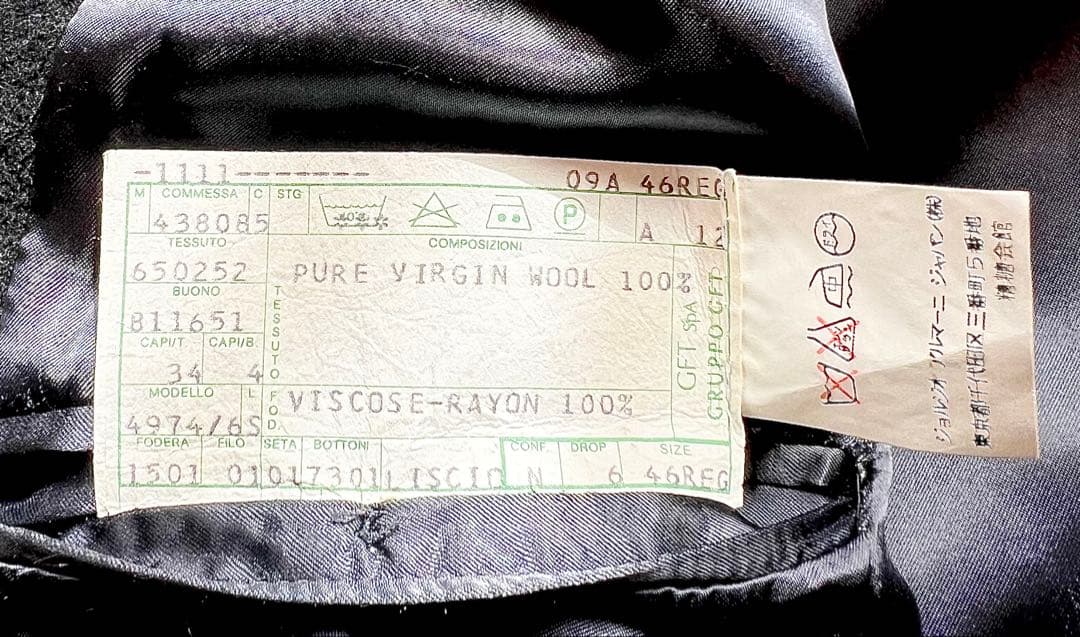 -1111-------
09A 46REG
M COMMESSA C STG
438085
P
A 12
TESSUTO
COMPOSIZIONI
650252
PURE VIRGIN WOOL 100%
BUONO
811651
TESSUTO
CAPI/T CAPI/B.
34 4
MODELLO L
4974/6S
FOD.
VISCOSE-RAYON 100%
GFT SpA
GRUPPO GFT
FODERA FILO SETA BOTTONI CONF. DROP SIZE
1501 01017301LISCIO N 6 46REG
ジョルジオ アルマーニ ジャパン(株)
東京都千代田区三番町5番地
精糖会館